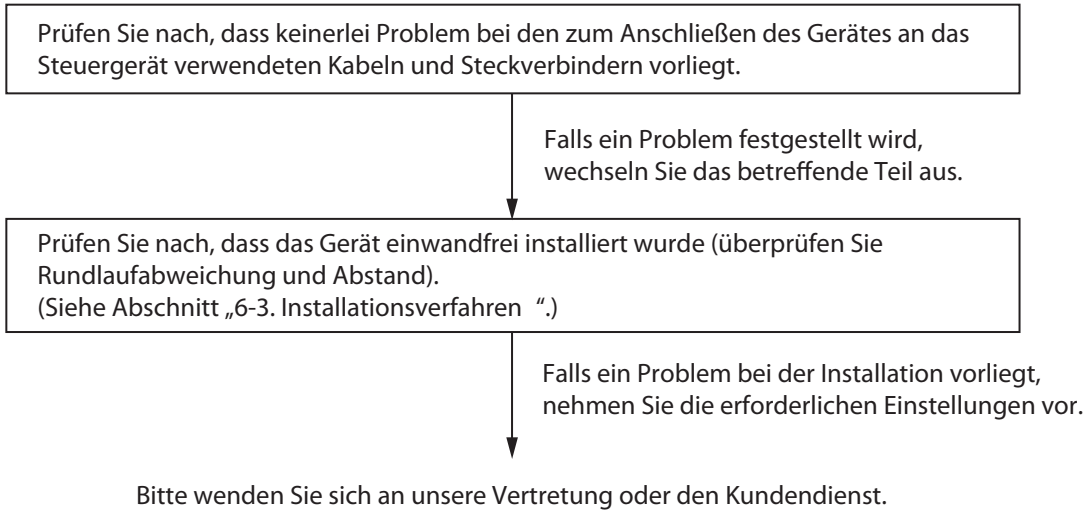 Prüfen Sie nach, dass keinerlei Problem bei den zum Anschließen des Gerätes an das
Steuergerät verwendeten Kabeln und Steckverbindern vorliegt.
Falls ein Problem festgestellt wird,
wechseln Sie das betreffende Teil aus.
Prüfen Sie nach, dass das Gerät einwandfrei installiert wurde (überprüfen Sie
Rundlaufabweichung und Abstand).
(Siehe Abschnitt „6-3. Installationsverfahren “.)
Falls ein Problem bei der Installation vorliegt,
nehmen Sie die erforderlichen Einstellungen vor.
Bitte wenden Sie sich an unsere Vertretung oder den Kundendienst.